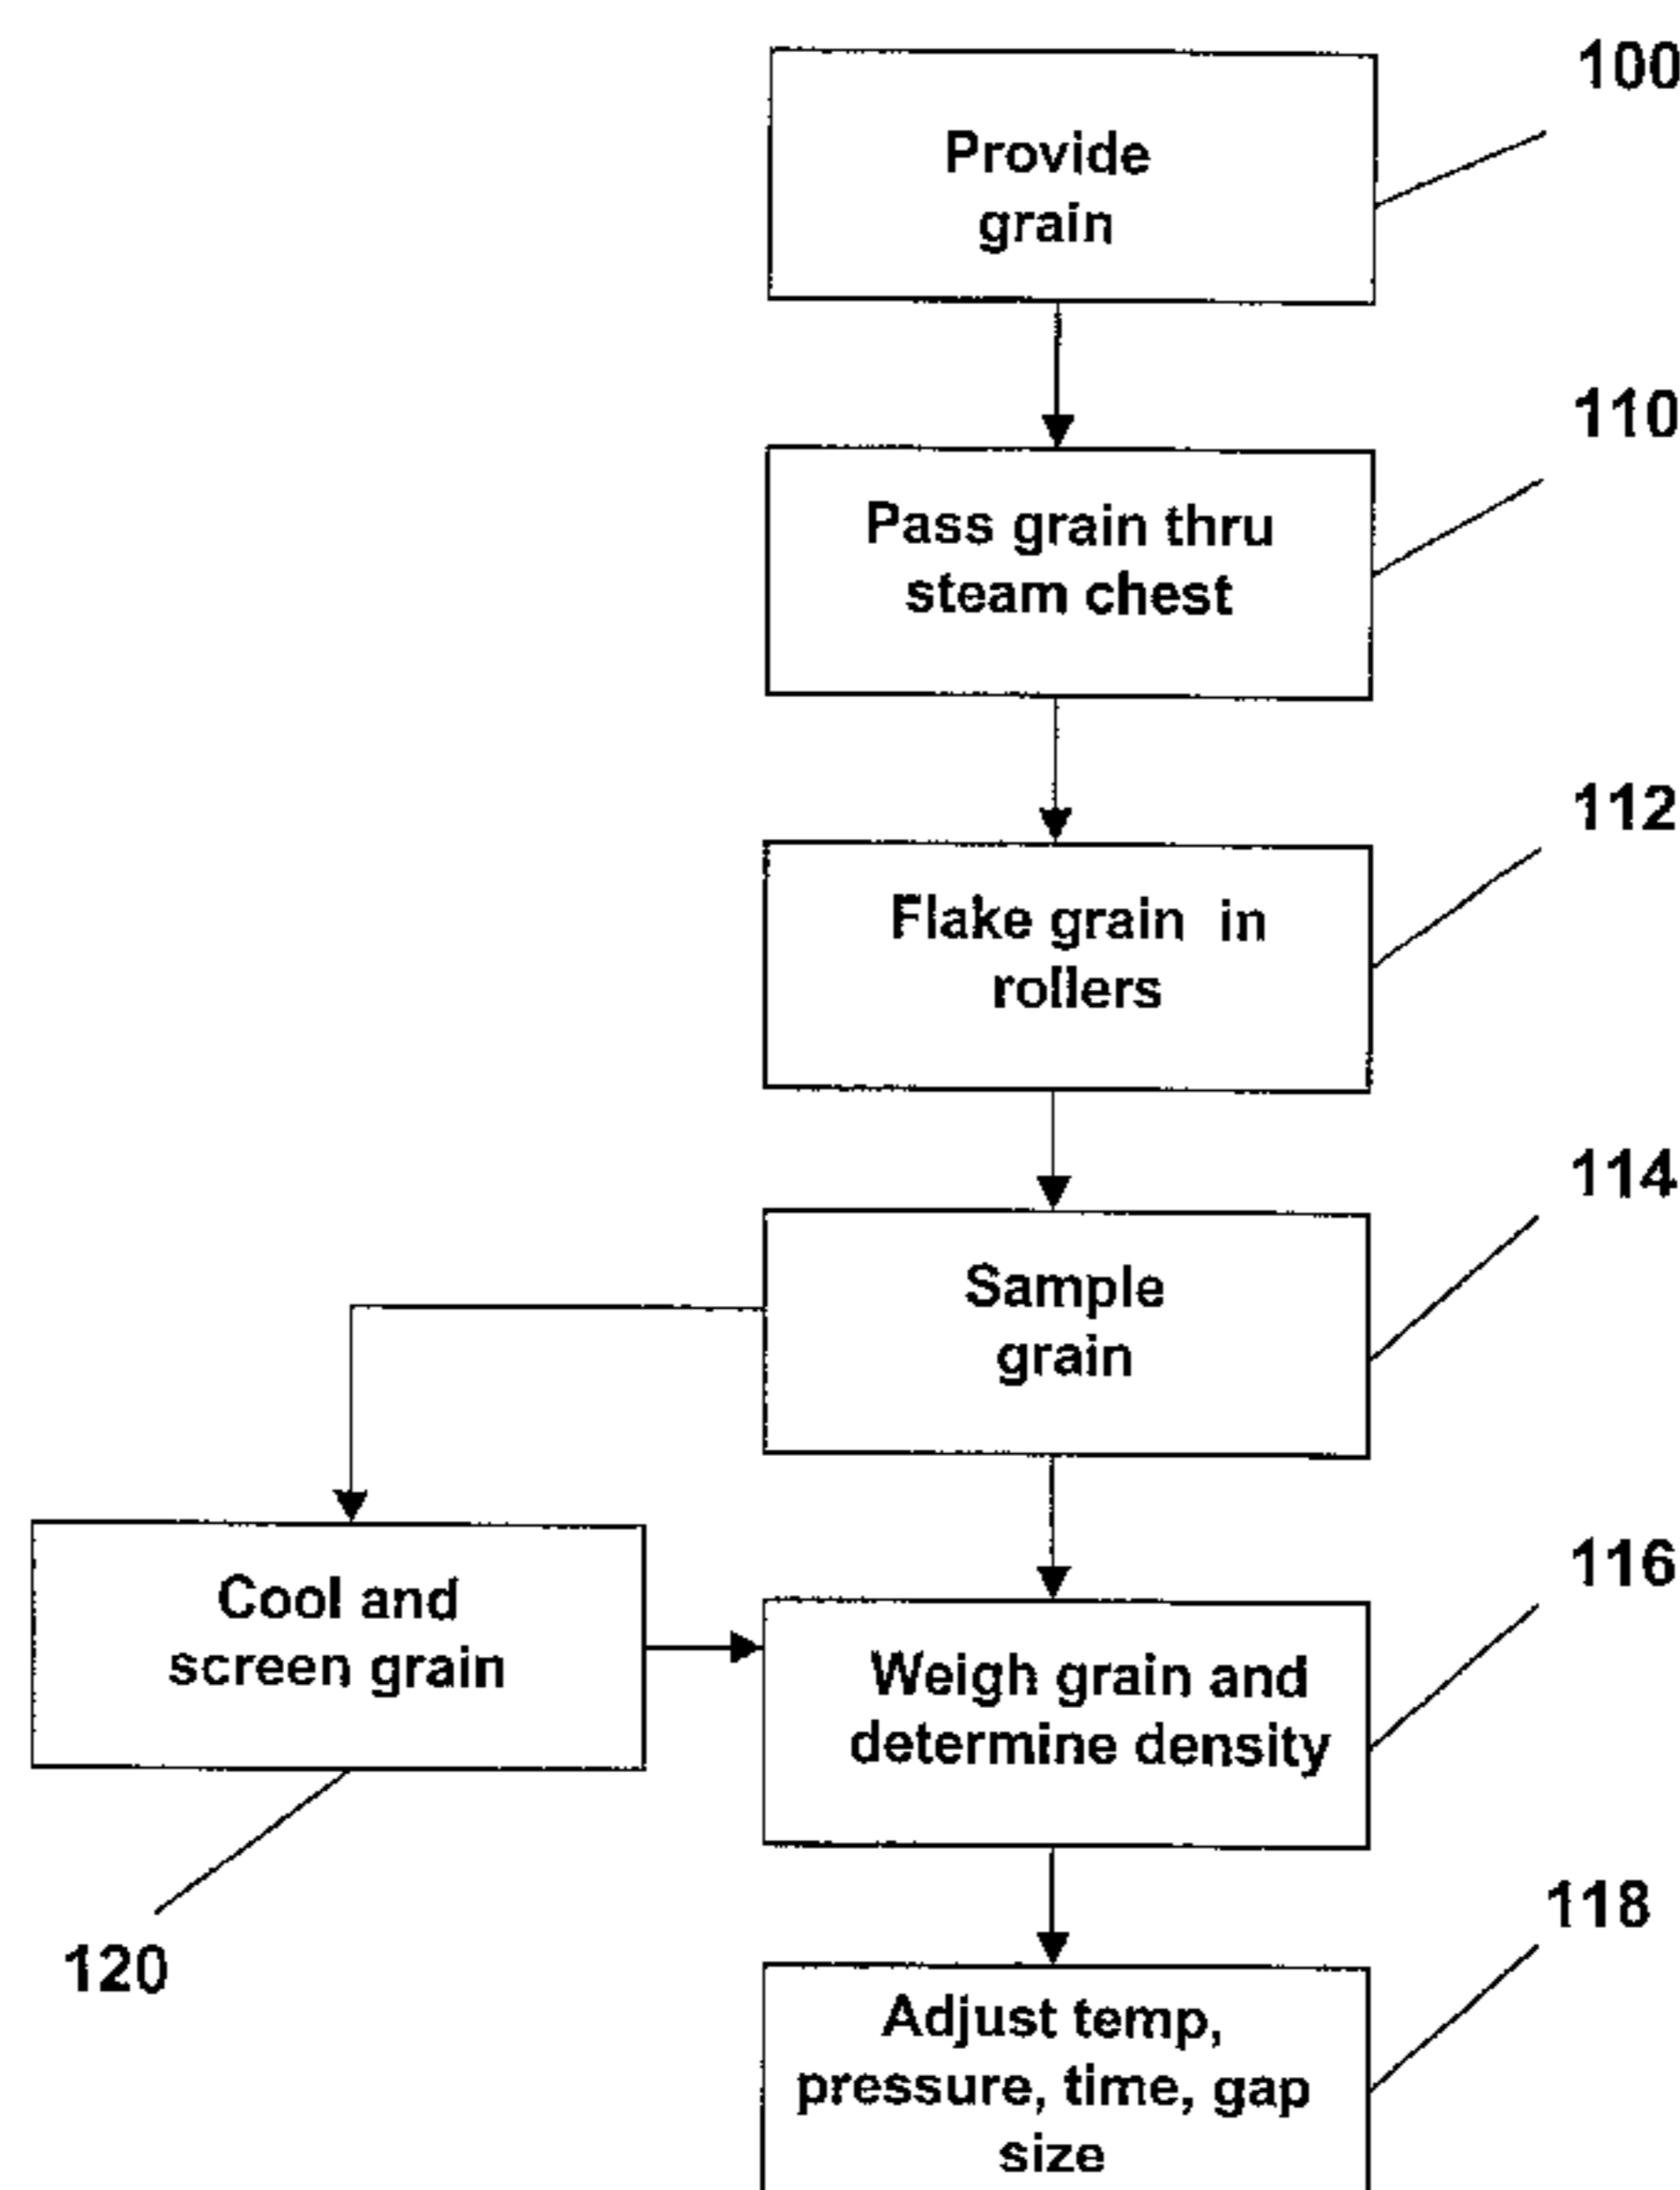 100
Provide
grain
110
Pass grain thru
steam chest
112
Flake grain in
rollers
114
Sample
grain
116
Cool and
screen grain
Weigh grain and
determine density
118
120
Adjust temp,
pressure, time, gap
size